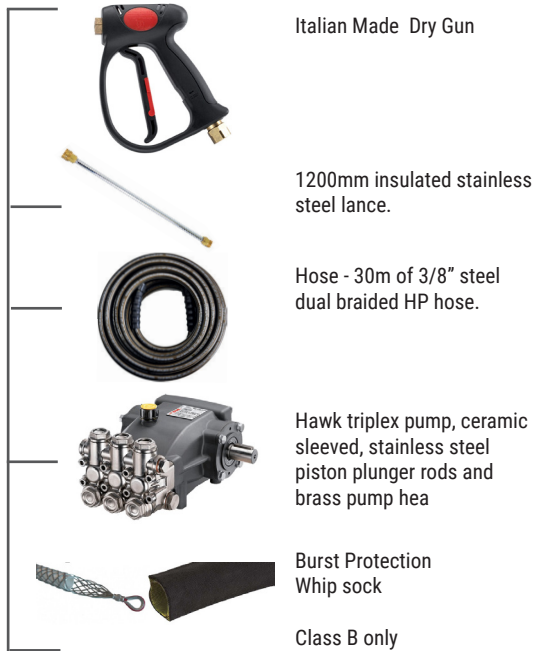 Italian Made  Dry Gun
1200mm insulated stainless
steel lance.
Hose - 30m of 3/8” steel
dual braided HP hose.
Hawk triplex pump, ceramic
sleeved, stainless steel
piston plunger rods and
brass pump hea
Burst Protection
Whip sock
Class B only